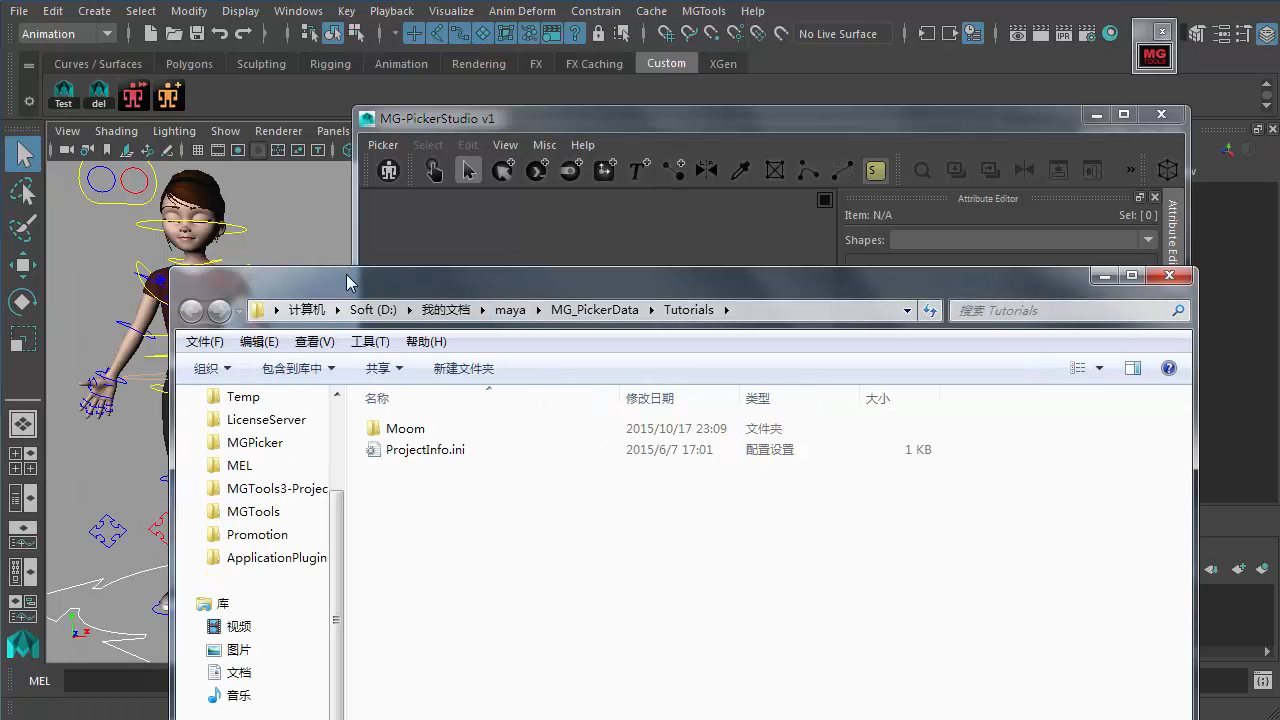 File Edit Create Select Modify Display Windows Key Playback Visualize Anim Deform Constrain Cache MGTools Help
Animation No Live Surface
IPR
MG
TOOLS
Curves / Surfaces Polygons Sculpting Rigging Animation Rendering FX FX Caching Custom XGen
Test del
MG-PickerStudio v1
View Shading Lighting Show Renderer Panels
Picker Select Edit View Misc Help
T S »
Attribute Editor
Item: N/A Sel: [ 0 ]
Shapes:
计算机 Soft (D:) 我的文档 maya MG_PickerData Tutorials
搜索 Tutorials
文件(F) 编辑(E) 查看(V) 工具(T) 帮助(H)
组织 包含到库中 共享 新建文件夹
名称 修改日期 类型 大小
Temp
LicenseServer
MGPicker
MEL
MGTools3-Projec
MGTools
Promotion
ApplicationPlugin
库
视频
图片
文档
音乐
Moom 2015/10/17 23:09 文件夹
ProjectInfo.ini 2015/6/7 17:01 配置设置 1 KB
MEL